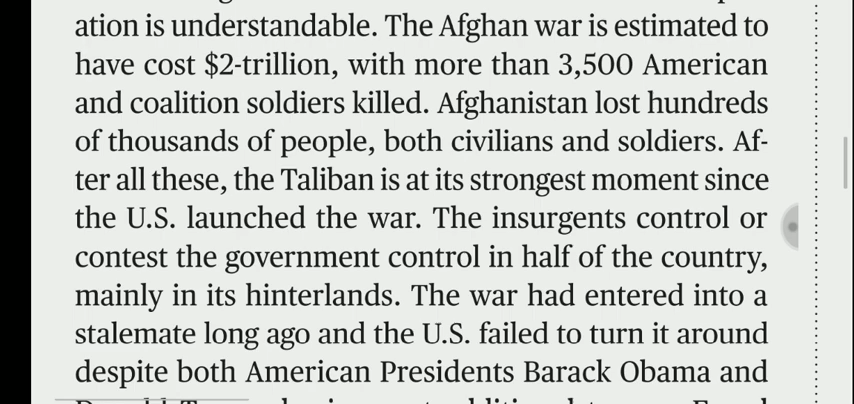 ation is understandable. The Afghan war is estimated to
have cost $2-trillion, with more than 3,500 American
and coalition soldiers killed. Afghanistan lost hundreds
of thousands of people, both civilians and soldiers. Af-
ter all these, the Taliban is at its strongest moment since
the U.S. launched the war. The insurgents control or
contest the government control in half of the country,
mainly in its hinterlands. The war had entered into a
stalemate long ago and the U.S. failed to turn it around
despite both American Presidents Barack Obama and